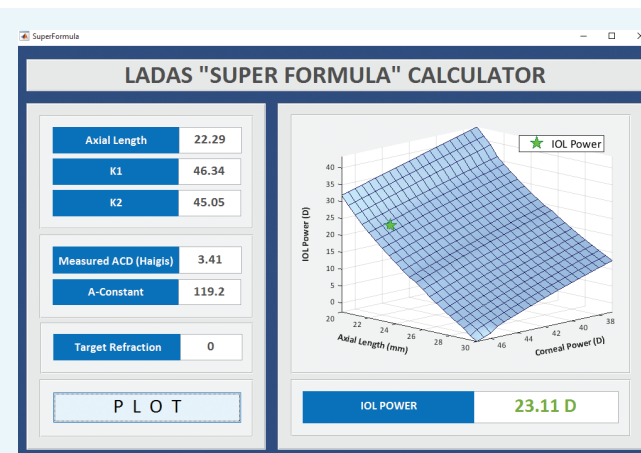 SuperFormula
LADAS "SUPER FORMULA" CALCULATOR
Axial Length 22.29
K1 46.34
K2 45.05
Measured ACD (Haigis) 3.41
A-Constant 119.2
Target Refraction 0
PLOT
IOL Power
IOL Power (D)
40
35
30
25
20
15
10
5
0
20 22 24 26 28 30
Axial Length (mm)
46 44 42 40 38
Corneal Power (D)
IOL POWER 23.11 D